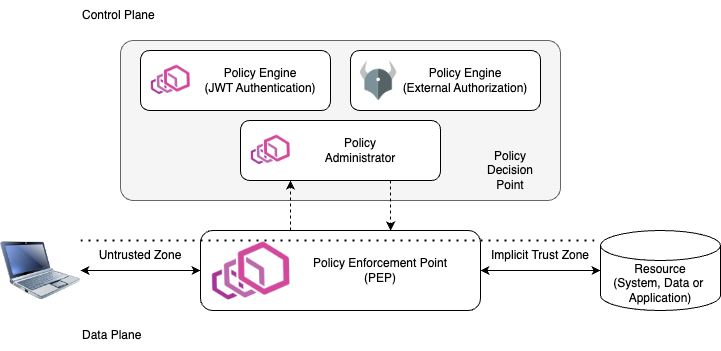 Control Plane
Policy Engine
(JWT Authentication)
Policy Engine
(External Authorization)
Policy
Administrator
Policy
Decision
Point
Untrusted Zone
Policy Enforcement Point
(PEP)
Implicit Trust Zone
Resource
(System, Data or
Application)
Data Plane